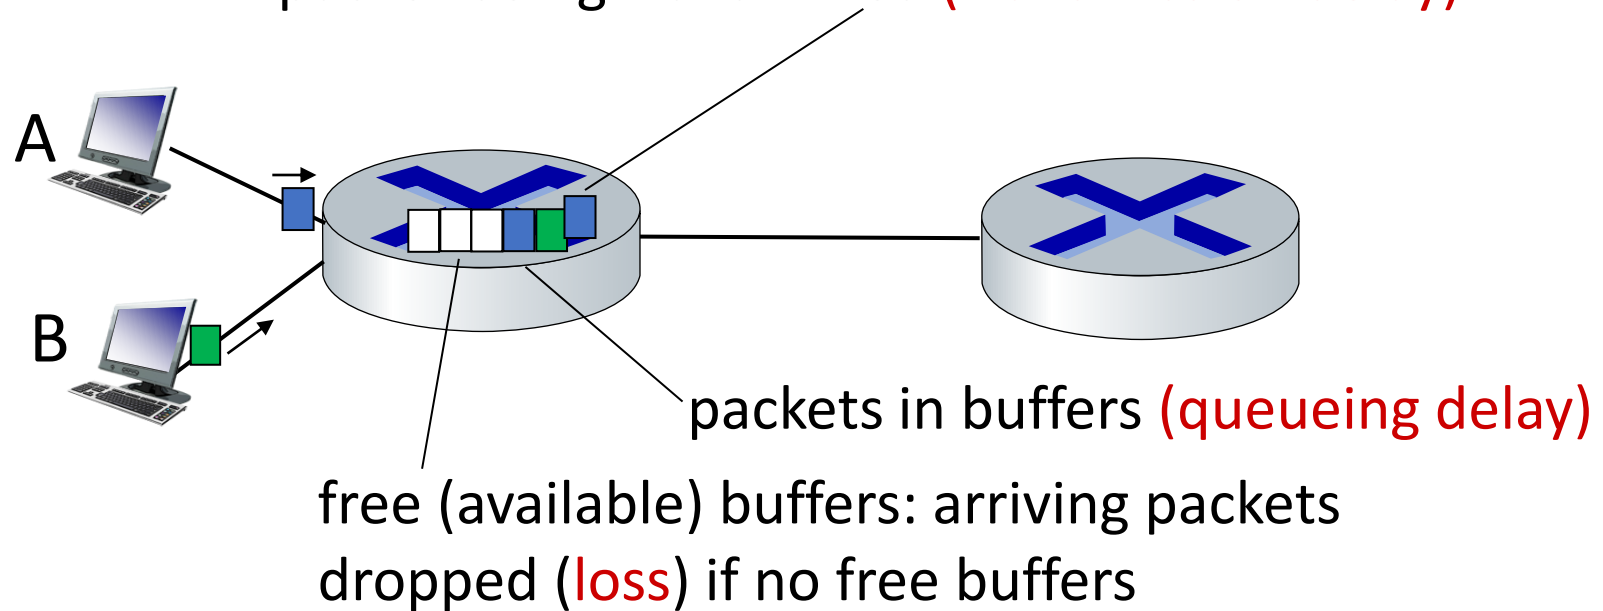 A
B
packets in buffers (queueing delay)
free (available) buffers: arriving packets
dropped (loss) if no free buffers